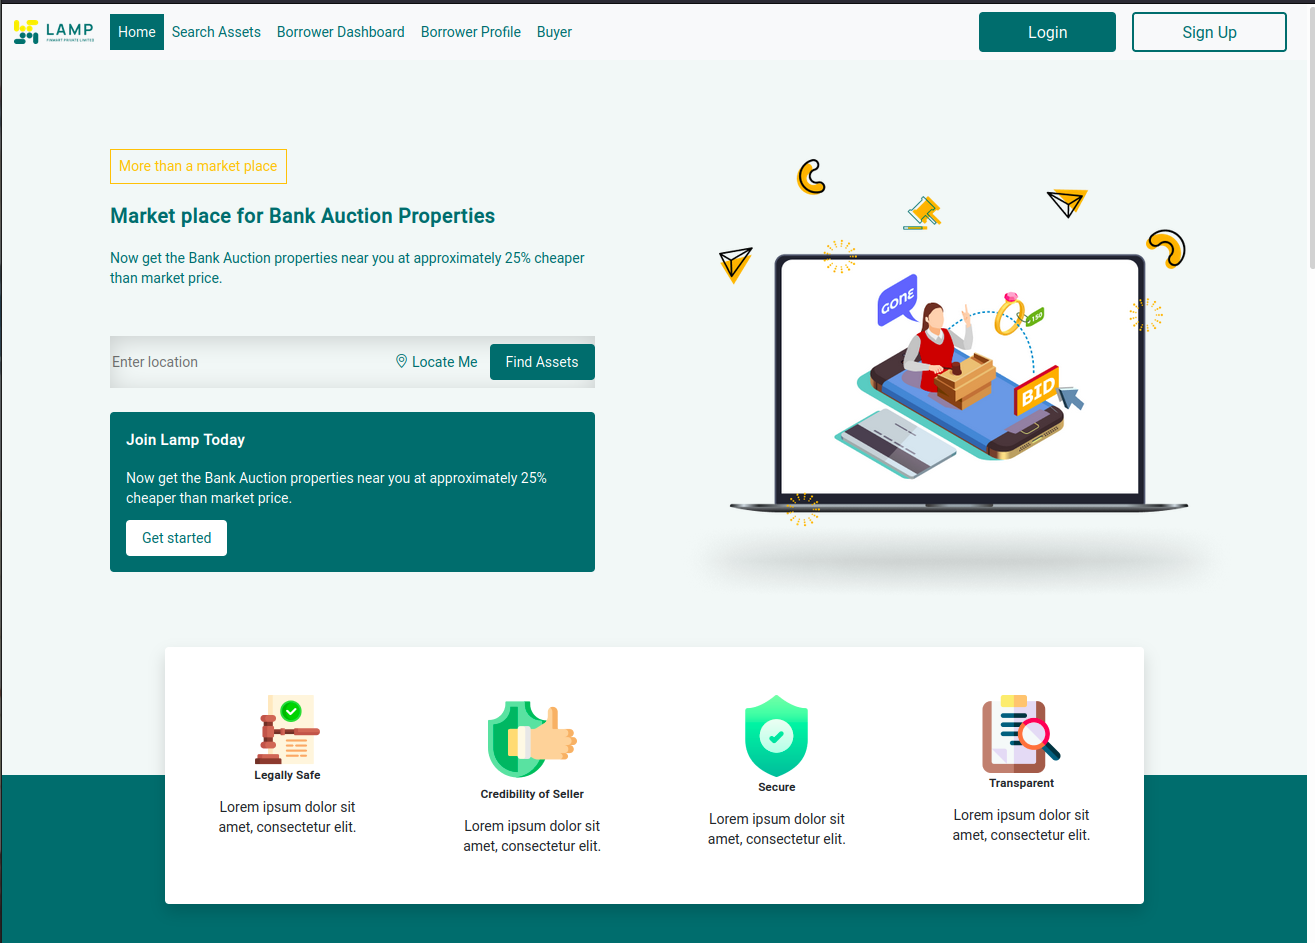 LAMP
FINMART PRIVATE LIMITED
Home
Search Assets
Borrower Dashboard
Borrower Profile
Buyer
Login
Sign Up
More than a market place
Market place for Bank Auction Properties
Now get the Bank Auction properties near you at approximately 25% cheaper
than market price.
Enter location
Locate Me
Find Assets
Join Lamp Today
Now get the Bank Auction properties near you at approximately 25%
cheaper than market price.
Get started
GONE
BID
Legally Safe
Lorem ipsum dolor sit
amet, consectetur elit.
Credibility of Seller
Lorem ipsum dolor sit
amet, consectetur elit.
Secure
Lorem ipsum dolor sit
amet, consectetur elit.
Transparent
Lorem ipsum dolor sit
amet, consectetur elit.